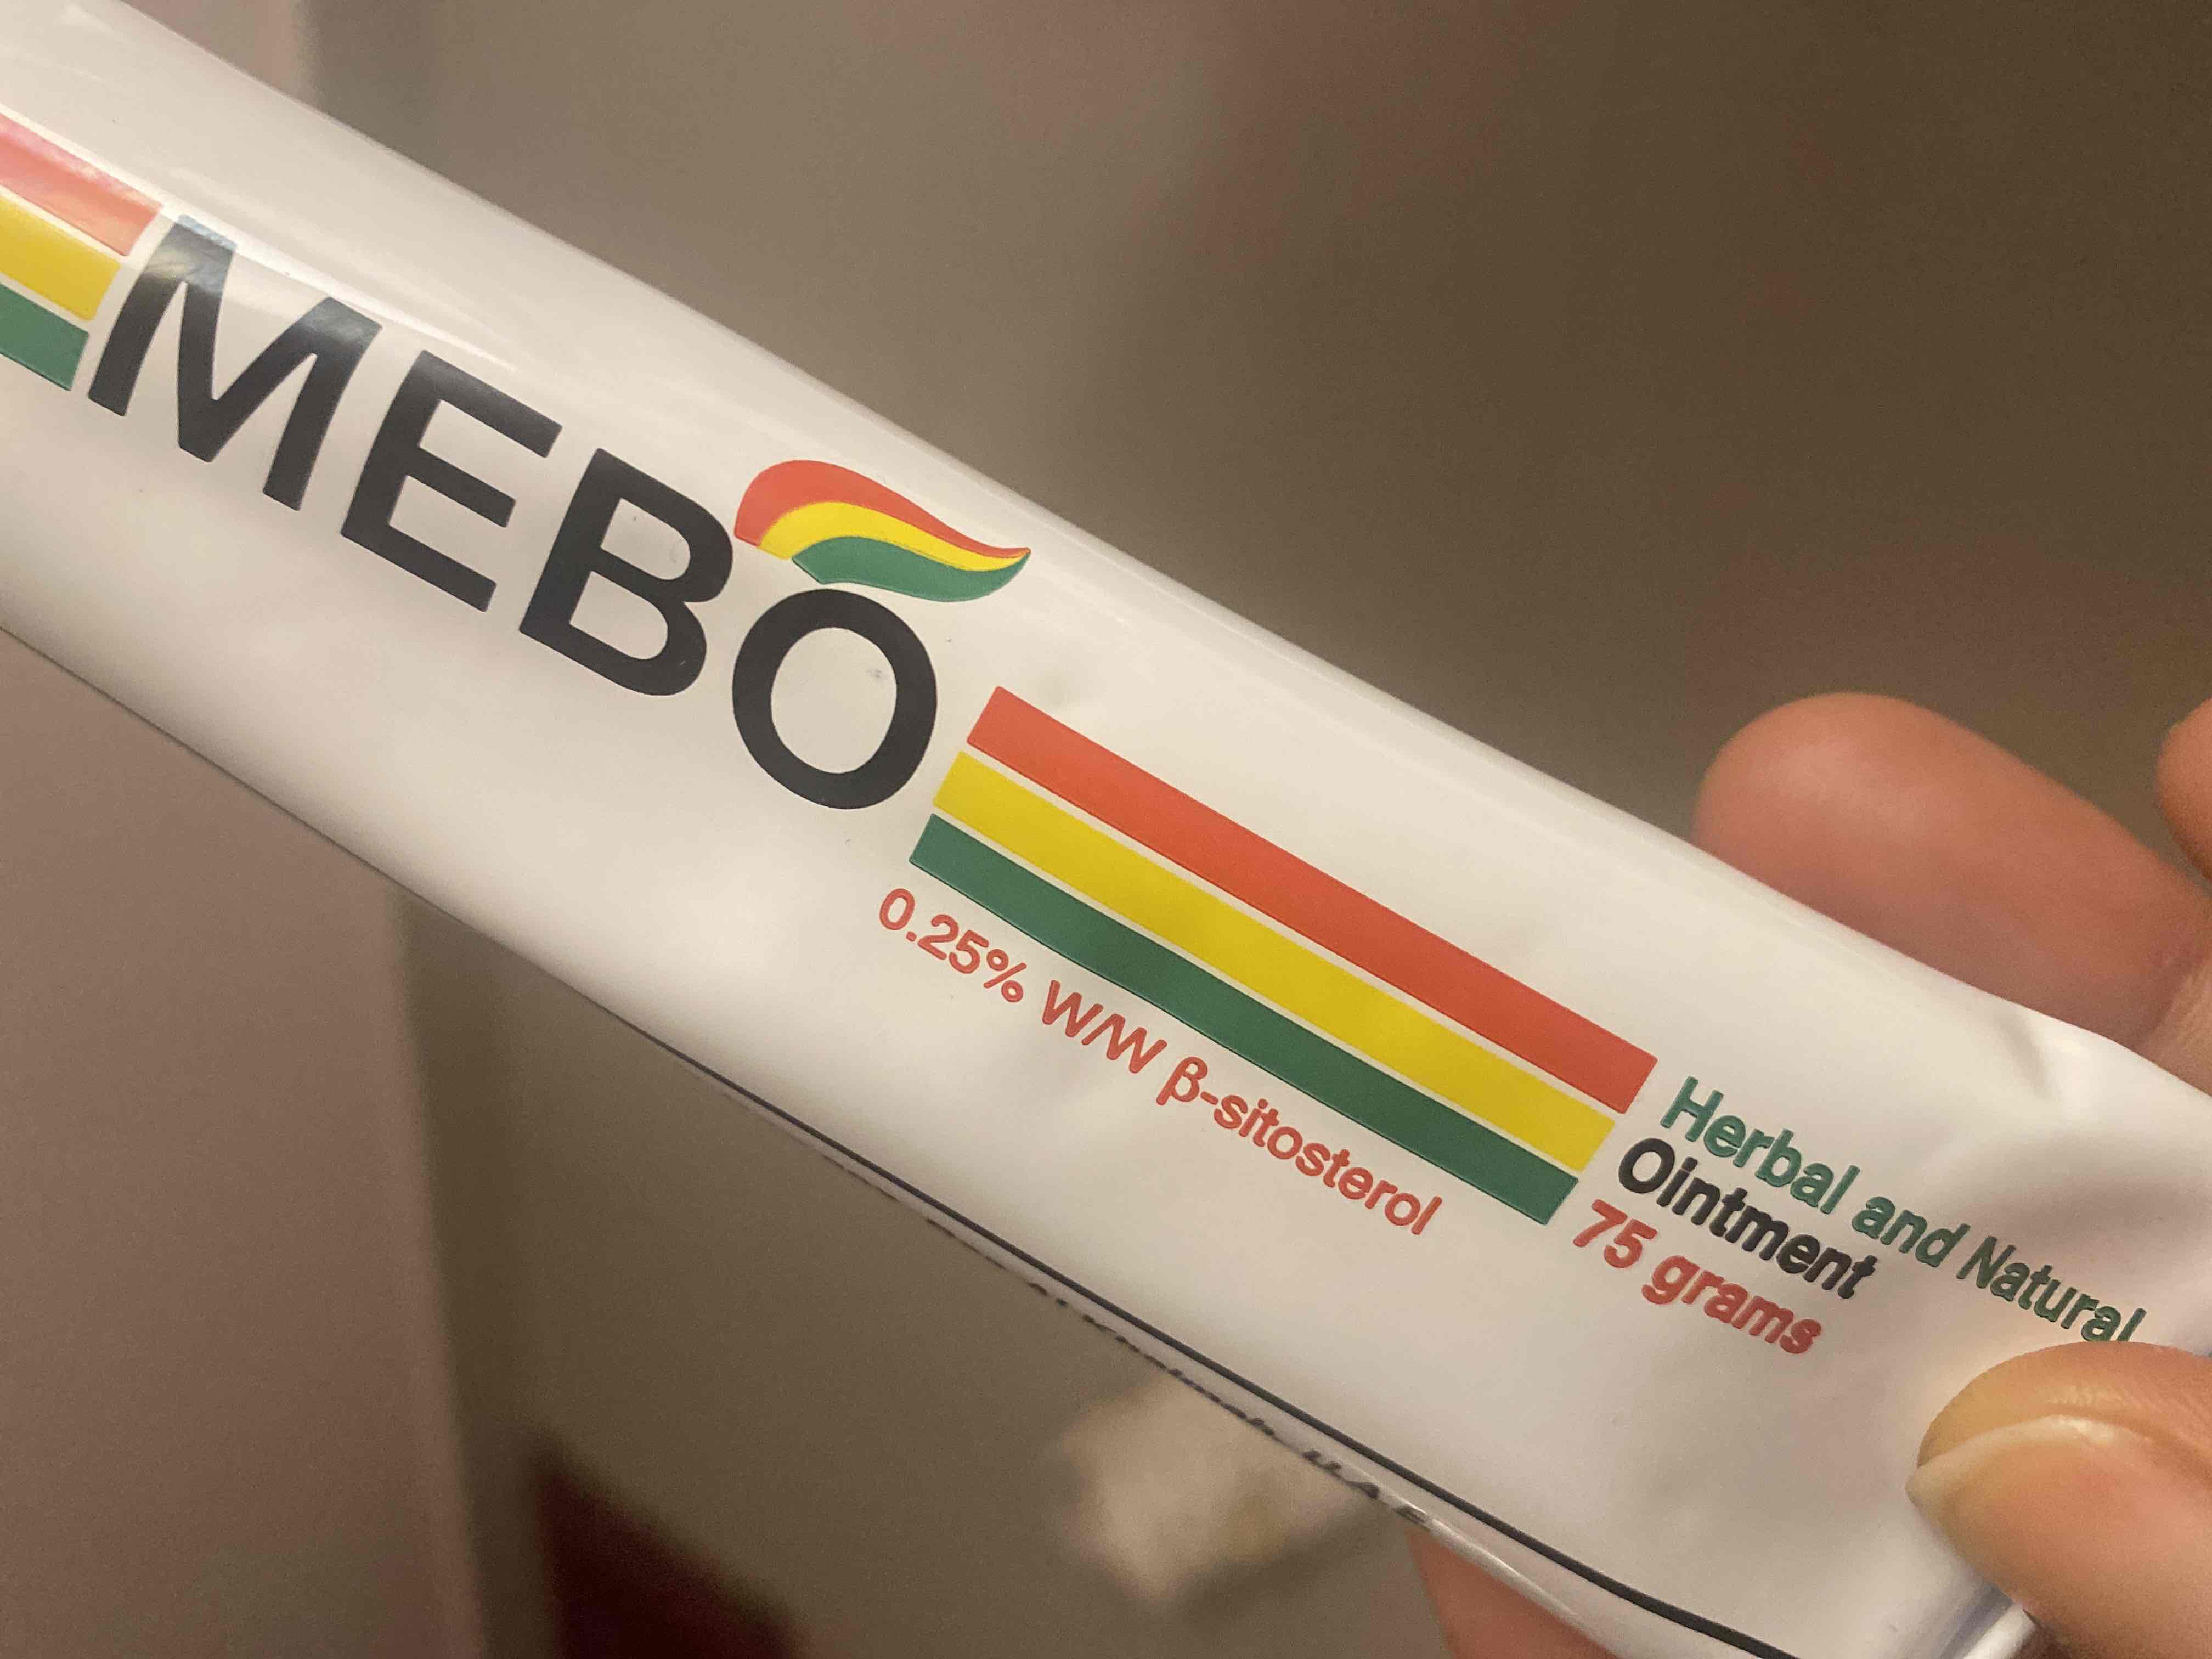 MEBO
0.25% W/W β-sitosterol
Herbal and Natural
Ointment
75 grams